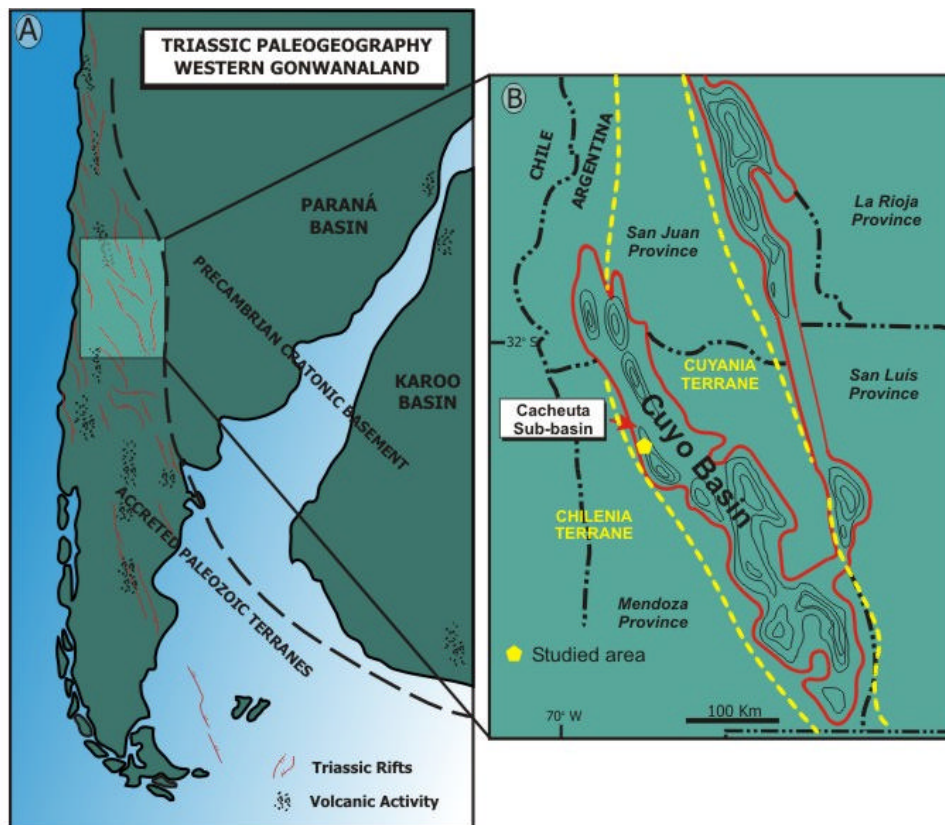 A
TRIASSIC PALEOGEOGRAPHY
WESTERN GONWANALAND
PARANÁ
BASIN
PRECAMBRIAN CRATONIC BASEMENT
KAROO
BASIN
ACCRETED PALEOZOIC TERRANES
Triassic Rifts
Volcanic Activity
B
CHILE
ARGENTINA
La Rioja
Province
San Juan
Province
32° S
CUYANIA
TERRANE
San Luís
Province
Cacheuta
Sub-basin
Cuyo Basin
CHILENIA
TERRANE
Mendoza
Province
Studied area
70° W
100 Km